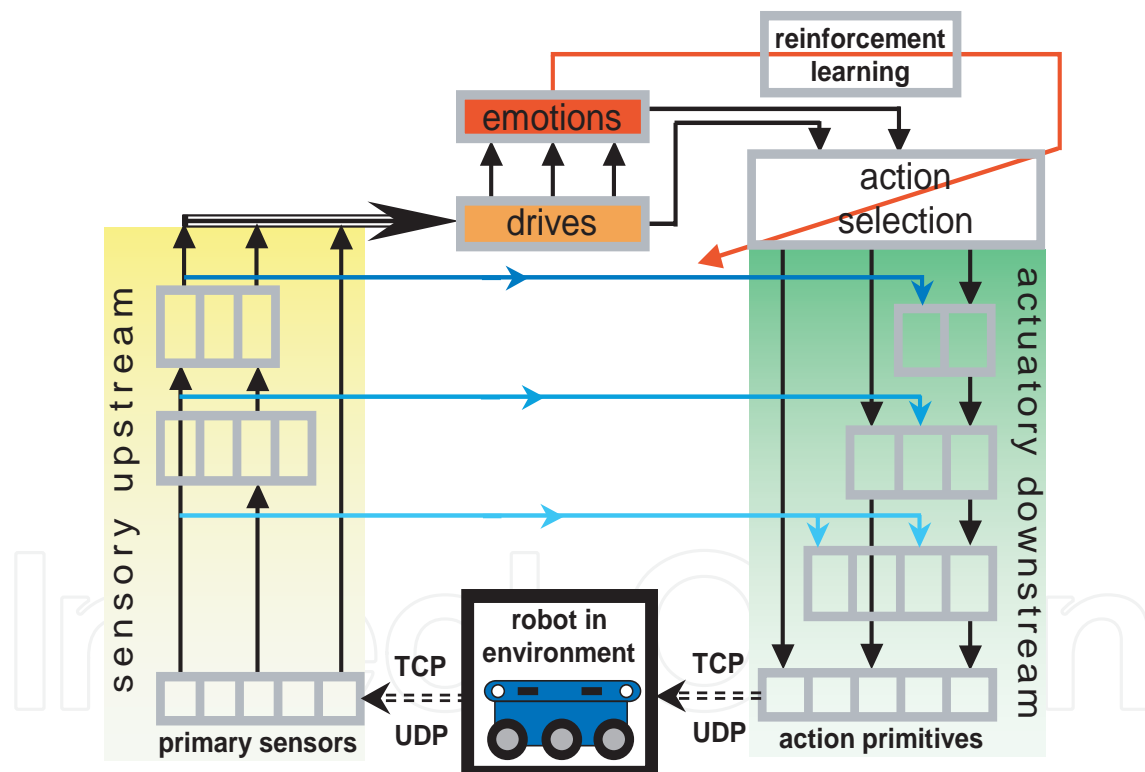 reinforcement
learning
emotions
drives
action
selection
sensory upstream
actuatory downstream
robot in
environment
TCP
UDP
TCP
UDP
primary sensors
action primitives